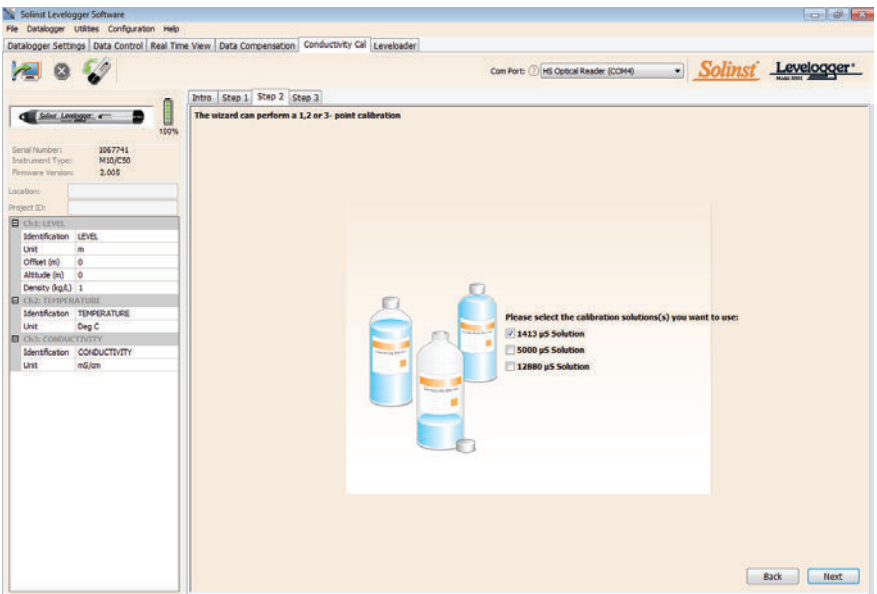 Solinst Levelogger Software
File Datalogger Utilities Configuration Help
Datalogger Settings Data Control Real Time View Data Compensation Conductivity Cal Leveloader
Com Port: HS Optical Reader (COM4)
Solinst Levelogger
Intro Step 1 Step 2 Step 3
Solinst Levelogger
100%
The wizard can perform a 1,2 or 3- point calibration
Serial Number: 1067741
Instrument Type: M10/C50
Firmware Version: 2.005
Location:
Project ID:
Ch1: LEVEL
Identification LEVEL
Unit m
Offset (m) 0
Altitude (m) 0
Density (kg/L) 1
Ch2: TEMPERATURE
Identification TEMPERATURE
Unit Deg C
Ch3: CONDUCTIVITY
Identification CONDUCTIVITY
Unit mS/cm
Please select the calibration solutions(s) you want to use:
1413 µS Solution
5000 µS Solution
12880 µS Solution
Back Next